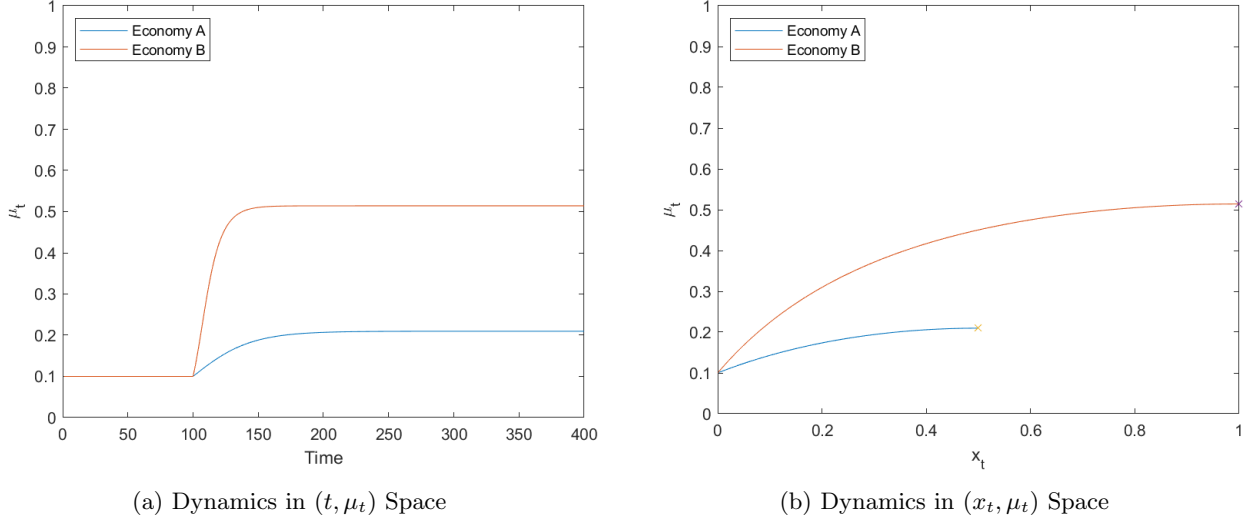 Economy A
Economy B
1
0.9
0.8
0.7
0.6
0.5
0.4
0.3
0.2
0.1
0
μt
0 50 100 150 200 250 300 350 400
Time
(a) Dynamics in (t, μt) Space
Economy A
Economy B
1
0.9
0.8
0.7
0.6
0.5
0.4
0.3
0.2
0.1
0
μt
0 0.2 0.4 0.6 0.8 1
xt
(b) Dynamics in (xt, μt) Space